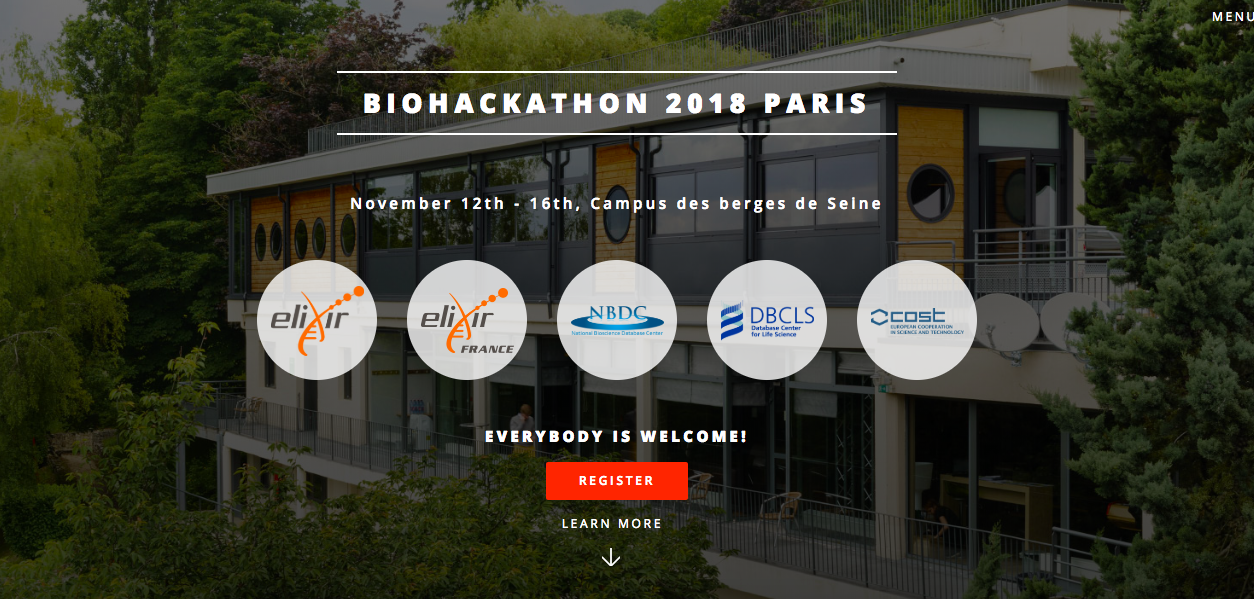 MENU
BIOHACKATHON 2018 PARIS
November 12th - 16th, Campus des berges de Seine
elixir
elixir
FRANCE
NBDC
National Bioscience Database Center
DBCLS
Database Center
for Life Science
cost
EUROPEAN COOPERATION
IN SCIENCE AND TECHNOLOGY
EVERYBODY IS WELCOME!
REGISTER
LEARN MORE